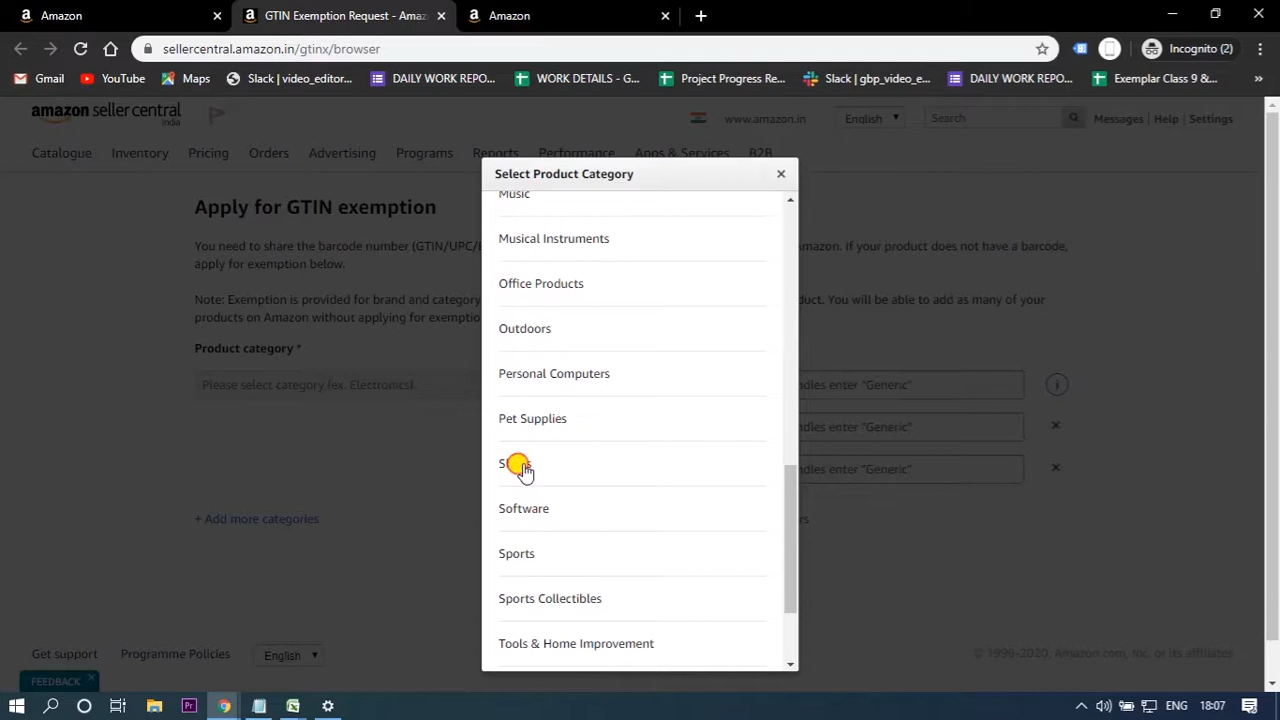 Amazon
GTIN Exemption Request - Amaz
Amazon
sellercentral.amazon.in/gtinx/browser
Incognito (2)
Gmail
YouTube
Maps
Slack | video_editor...
DAILY WORK REPO...
WORK DETAILS - G...
Project Progress Re...
Slack | gbp_video_e...
DAILY WORK REPO...
Exemplar Class 9 &...
»
amazon seller central
india
www.amazon.in
English
Search
Messages | Help | Settings
Catalogue Inventory Pricing Orders Advertising Programs Reports Performance Apps & Services B2B
Select Product Category
Music
Musical Instruments
Office Products
Outdoors
Personal Computers
Pet Supplies
Software
Sports
Sports Collectibles
Tools & Home Improvement
Apply for GTIN exemption
You need to share the barcode number (GTIN/UPC/ amazon. If your product does not have a barcode,
apply for exemption below.
Note: Exemption is provided for brand and category duct. You will be able to add as many of your
products on Amazon without applying for exemptio
Product category *
Please select category (ex. Electronics).
ndles enter "Generic"
ndles enter "Generic"
ndles enter "Generic"
+ Add more categories
rs
Get support Programme Policies English
© 1999-2020, Amazon.com, Inc. or its affiliates
FEEDBACK
Pr
ENG
18:07